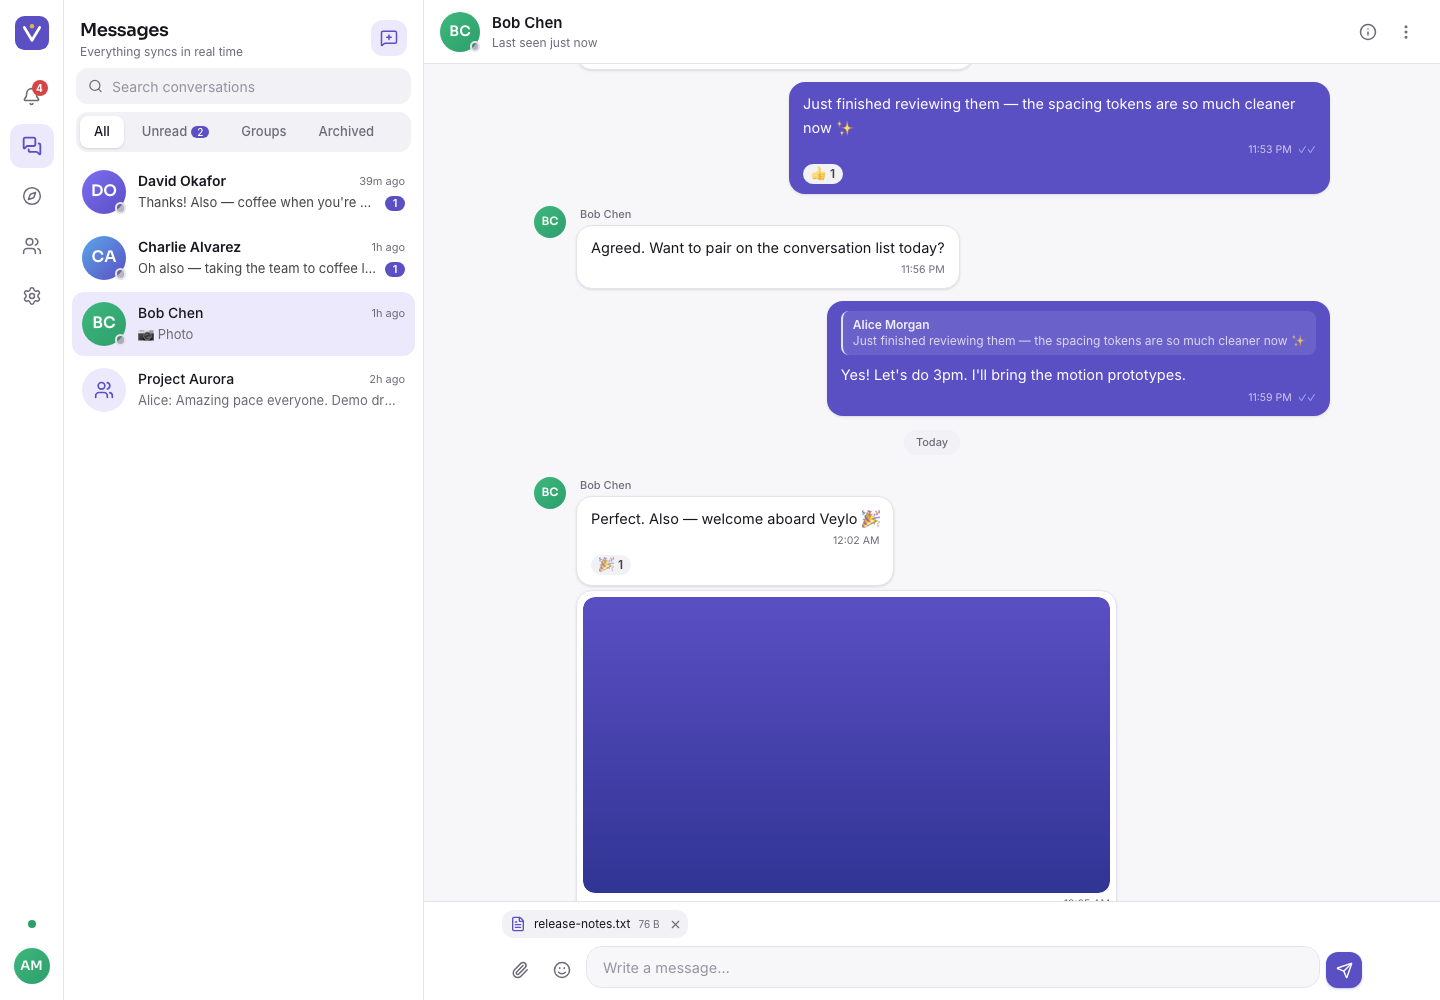 4
Messages
Everything syncs in real time
Search conversations
All
Unread 2
Groups
Archived
DO
David Okafor
39m ago
Thanks! Also — coffee when you're ...
1
CA
Charlie Alvarez
1h ago
Oh also — taking the team to coffee l...
1
BC
Bob Chen
1h ago
📷 Photo
Project Aurora
2h ago
Alice: Amazing pace everyone. Demo dr...
AM
BC
Bob Chen
Last seen just now
Just finished reviewing them — the spacing tokens are so much cleaner
now ✨
11:53 PM
👍 1
BC
Bob Chen
Agreed. Want to pair on the conversation list today?
11:56 PM
Alice Morgan
Just finished reviewing them — the spacing tokens are so much cleaner now ✨
Yes! Let's do 3pm. I'll bring the motion prototypes.
11:59 PM
Today
BC
Bob Chen
Perfect. Also — welcome aboard Veylo 🎉
12:02 AM
🎉 1
release-notes.txt 76 B
Write a message...